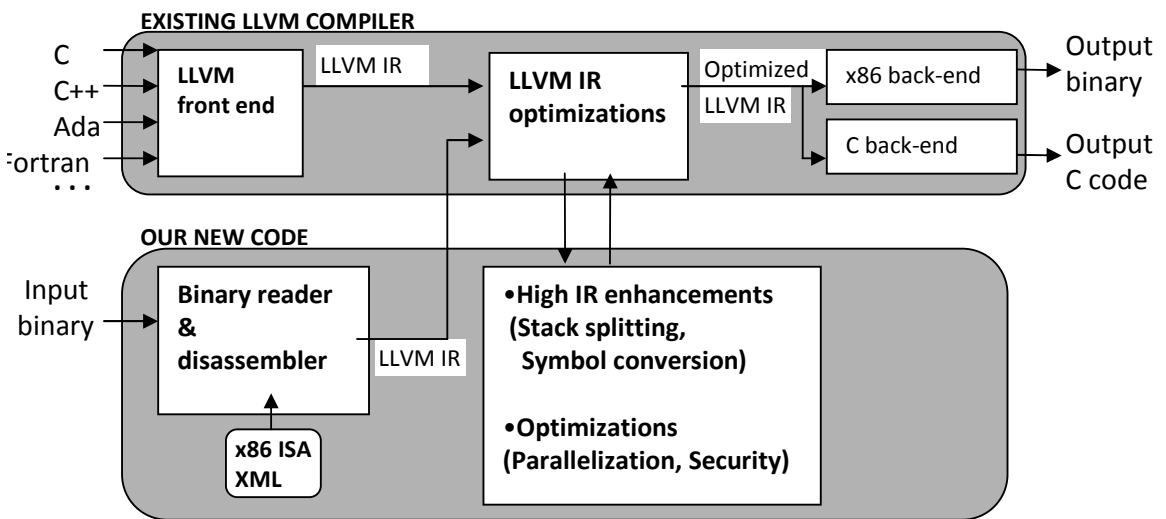 EXISTING LLVM COMPILER
C
C++
Ada
Fortran
. . .
LLVM
front end
LLVM IR
LLVM IR
optimizations
Optimized
LLVM IR
x86 back-end
C back-end
Output
binary
Output
C code
OUR NEW CODE
Input
binary
Binary reader
&
disassembler
LLVM IR
x86 ISA
XML
•High IR enhancements
(Stack splitting,
Symbol conversion)
•Optimizations
(Parallelization, Security)